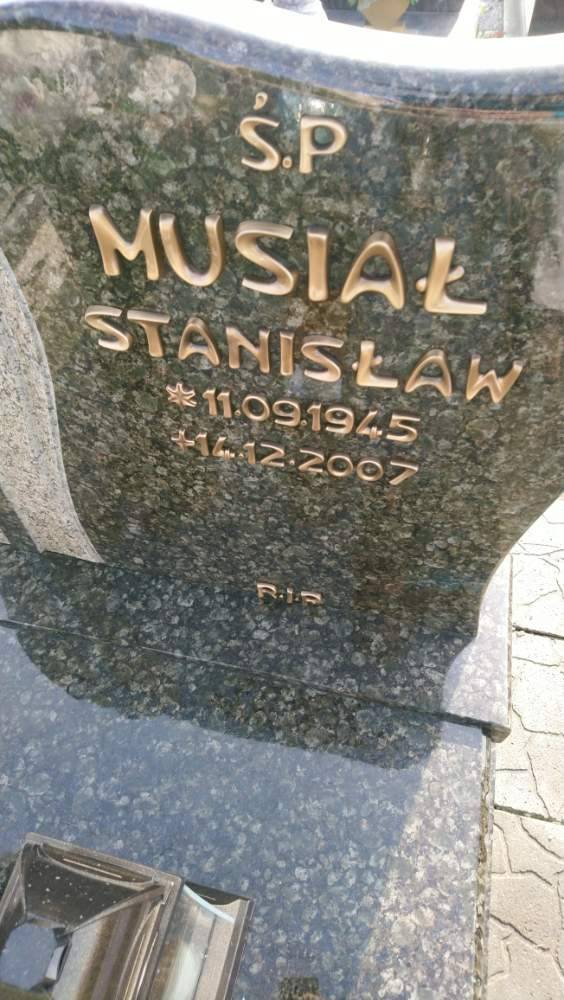 Ś.P
MUSIAŁ
STANISŁAW
*11.09.1945
+14.12.2007
R.I.P